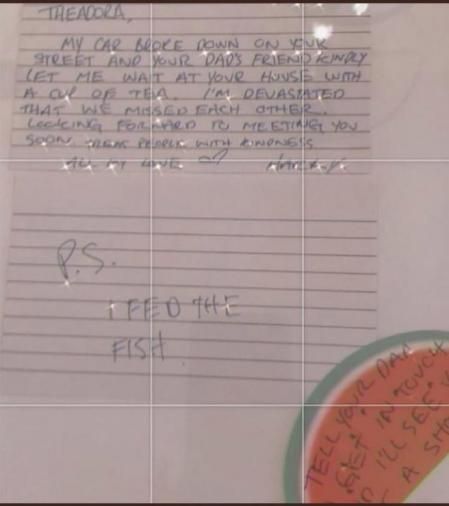 THEADORA,
MY CAR BROKE DOWN ON YOUR
STREET AND YOUR DAD'S FRIEND KINDLY
LET ME WAIT AT YOUR HOUSE WITH
A CUP OF TEA. I'M DEVASTATED
THAT WE MISSED EACH OTHER.
LOOKING FORWARD TO MEETING YOU
SOON. TREAT PEOPLE WITH KINDNESS
ALL MY LOVE
P.S.
I FED THE
FISH.
TELL YOUR DAD
GET IN TOUCH
I'LL SEE
A